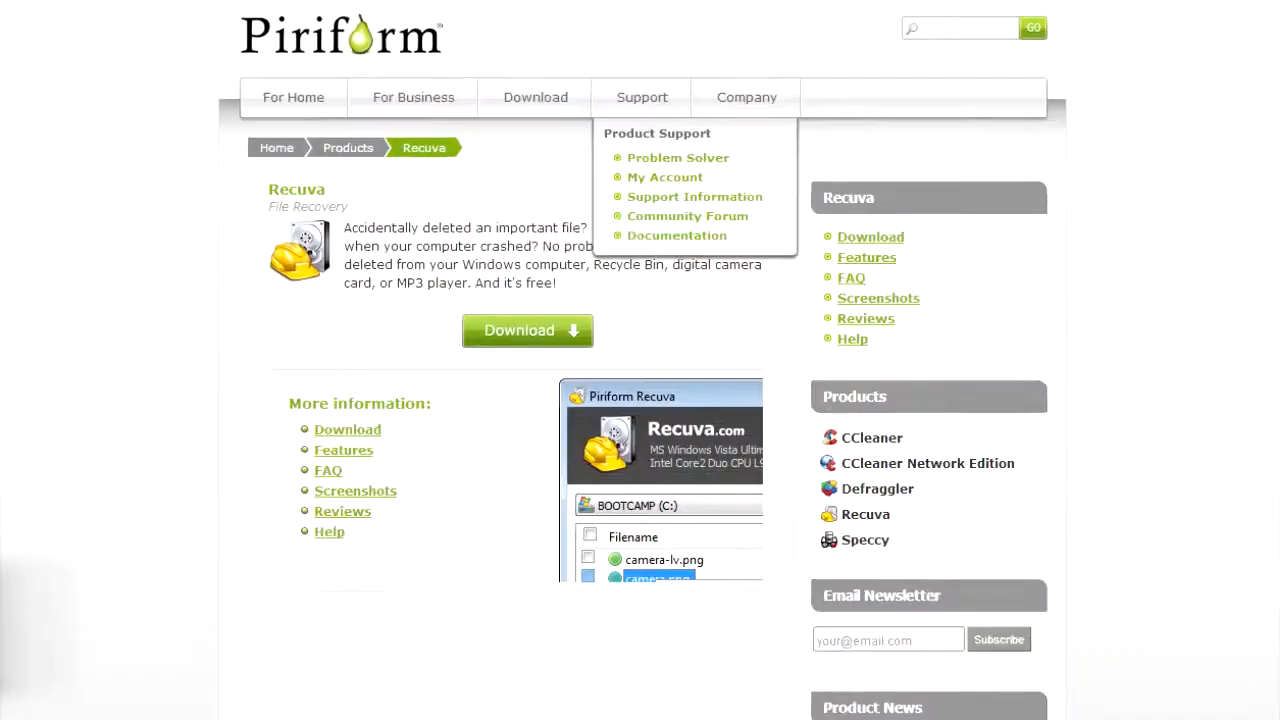 Piriform
GO
For Home
For Business
Download
Support
Company
Product Support
Problem Solver
My Account
Support Information
Community Forum
Documentation
Home
Products
Recuva
Recuva
File Recovery
Accidentally deleted an important file?
when your computer crashed? No
deleted from your Windows computer, Recycle Bin, digital camera
card, or MP3 player. And it's free!
Download
More information:
Download
Features
FAQ
Screenshots
Reviews
Help
Piriform Recuva
Recuva.com
MS Windows Vista
Intel Core2 Duo CPU
BOOTCAMP (C:)
Filename
camera-lv.png
camera.png
Recuva
Download
Features
FAQ
Screenshots
Reviews
Help
Products
CCleaner
CCleaner Network Edition
Defraggler
Recuva
Speccy
Email Newsletter
your@email.com
Subscribe
Product News